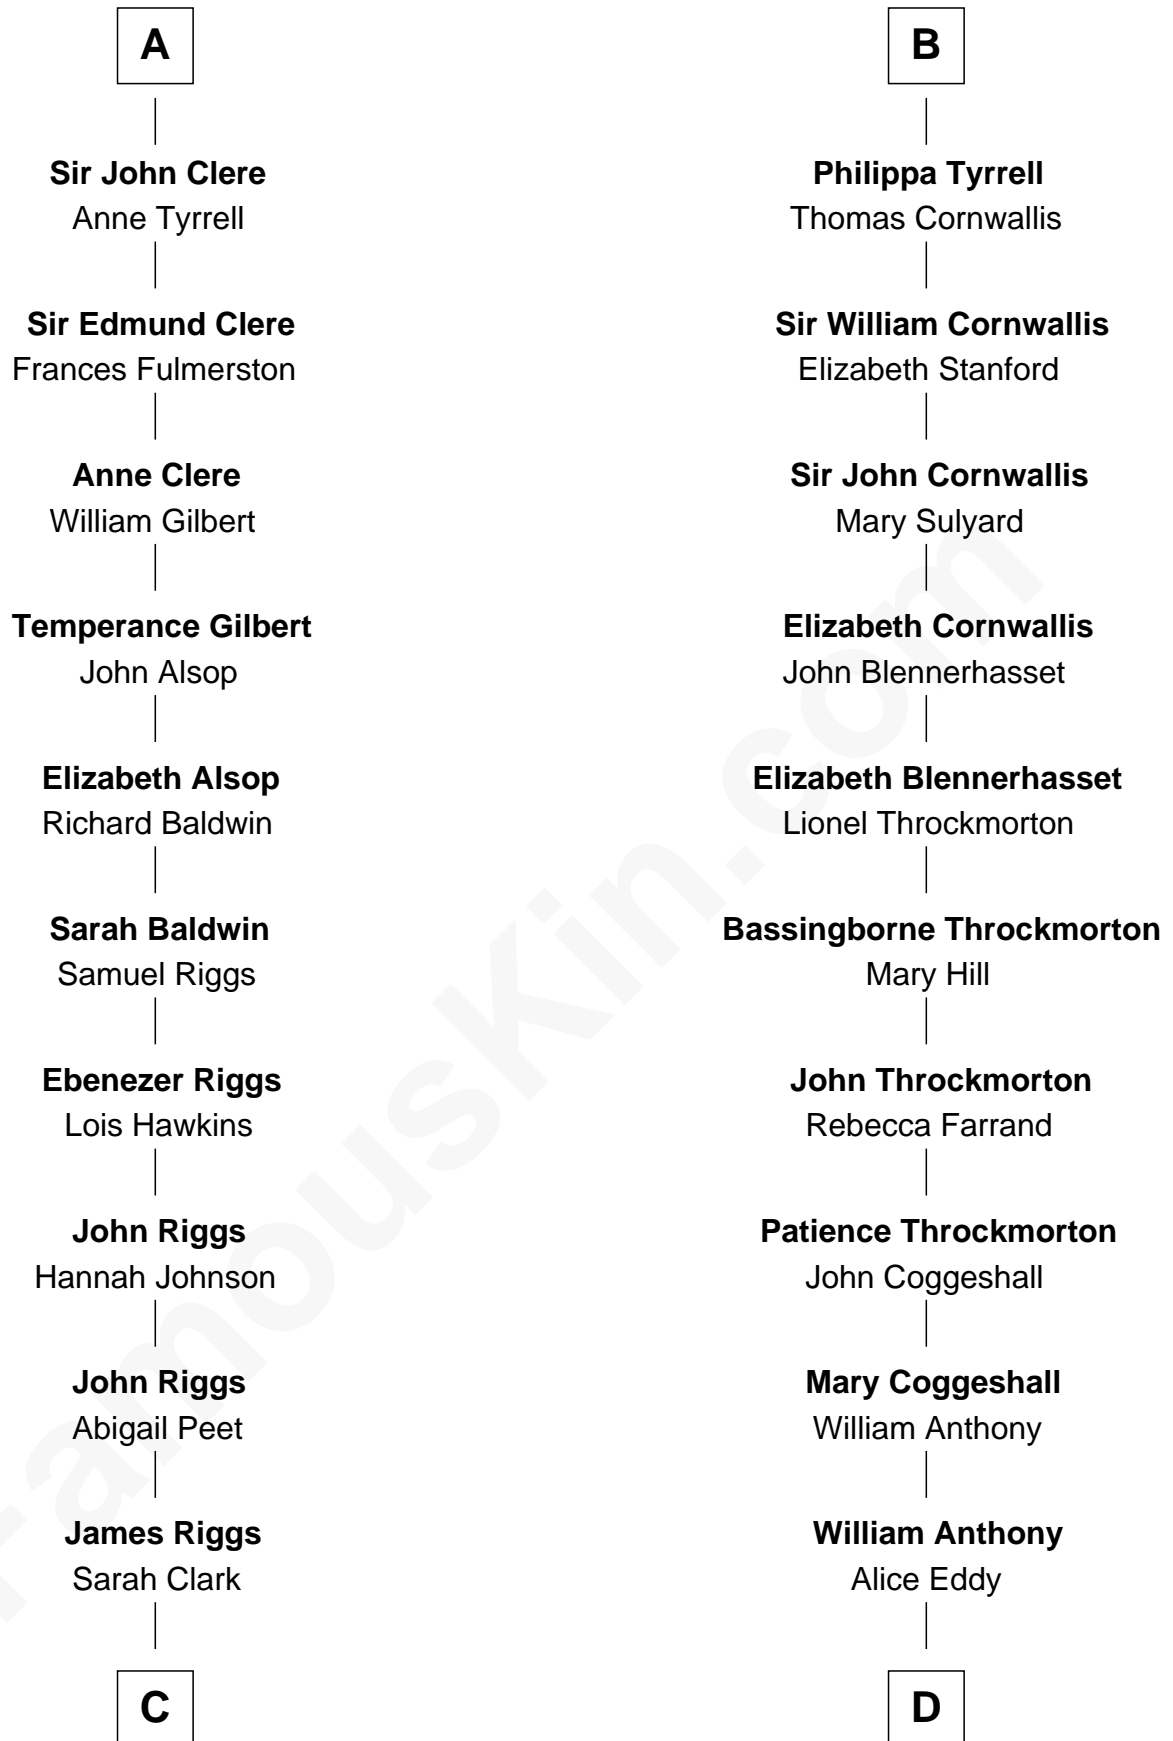 A
Sir John Clere
Anne Tyrrell
Sir Edmund Clere
Frances Fulmerston
Anne Clere
William Gilbert
Temperance Gilbert
John Alsop
Elizabeth Alsop
Richard Baldwin
Sarah Baldwin
Samuel Riggs
Ebenezer Riggs
Lois Hawkins
John Riggs
Hannah Johnson
John Riggs
Abigail Peet
James Riggs
Sarah Clark
C
B
Philippa Tyrrell
Thomas Cornwallis
Sir William Cornwallis
Elizabeth Stanford
Sir John Cornwallis
Mary Sulyard
Elizabeth Cornwallis
John Blennerhasset
Elizabeth Blennerhasset
Lionel Throckmorton
Bassingborne Throckmorton
Mary Hill
John Throckmorton
Rebecca Farrand
Patience Throckmorton
John Coggeshall
Mary Coggeshall
William Anthony
William Anthony
Alice Eddy
D
FamousKin.com